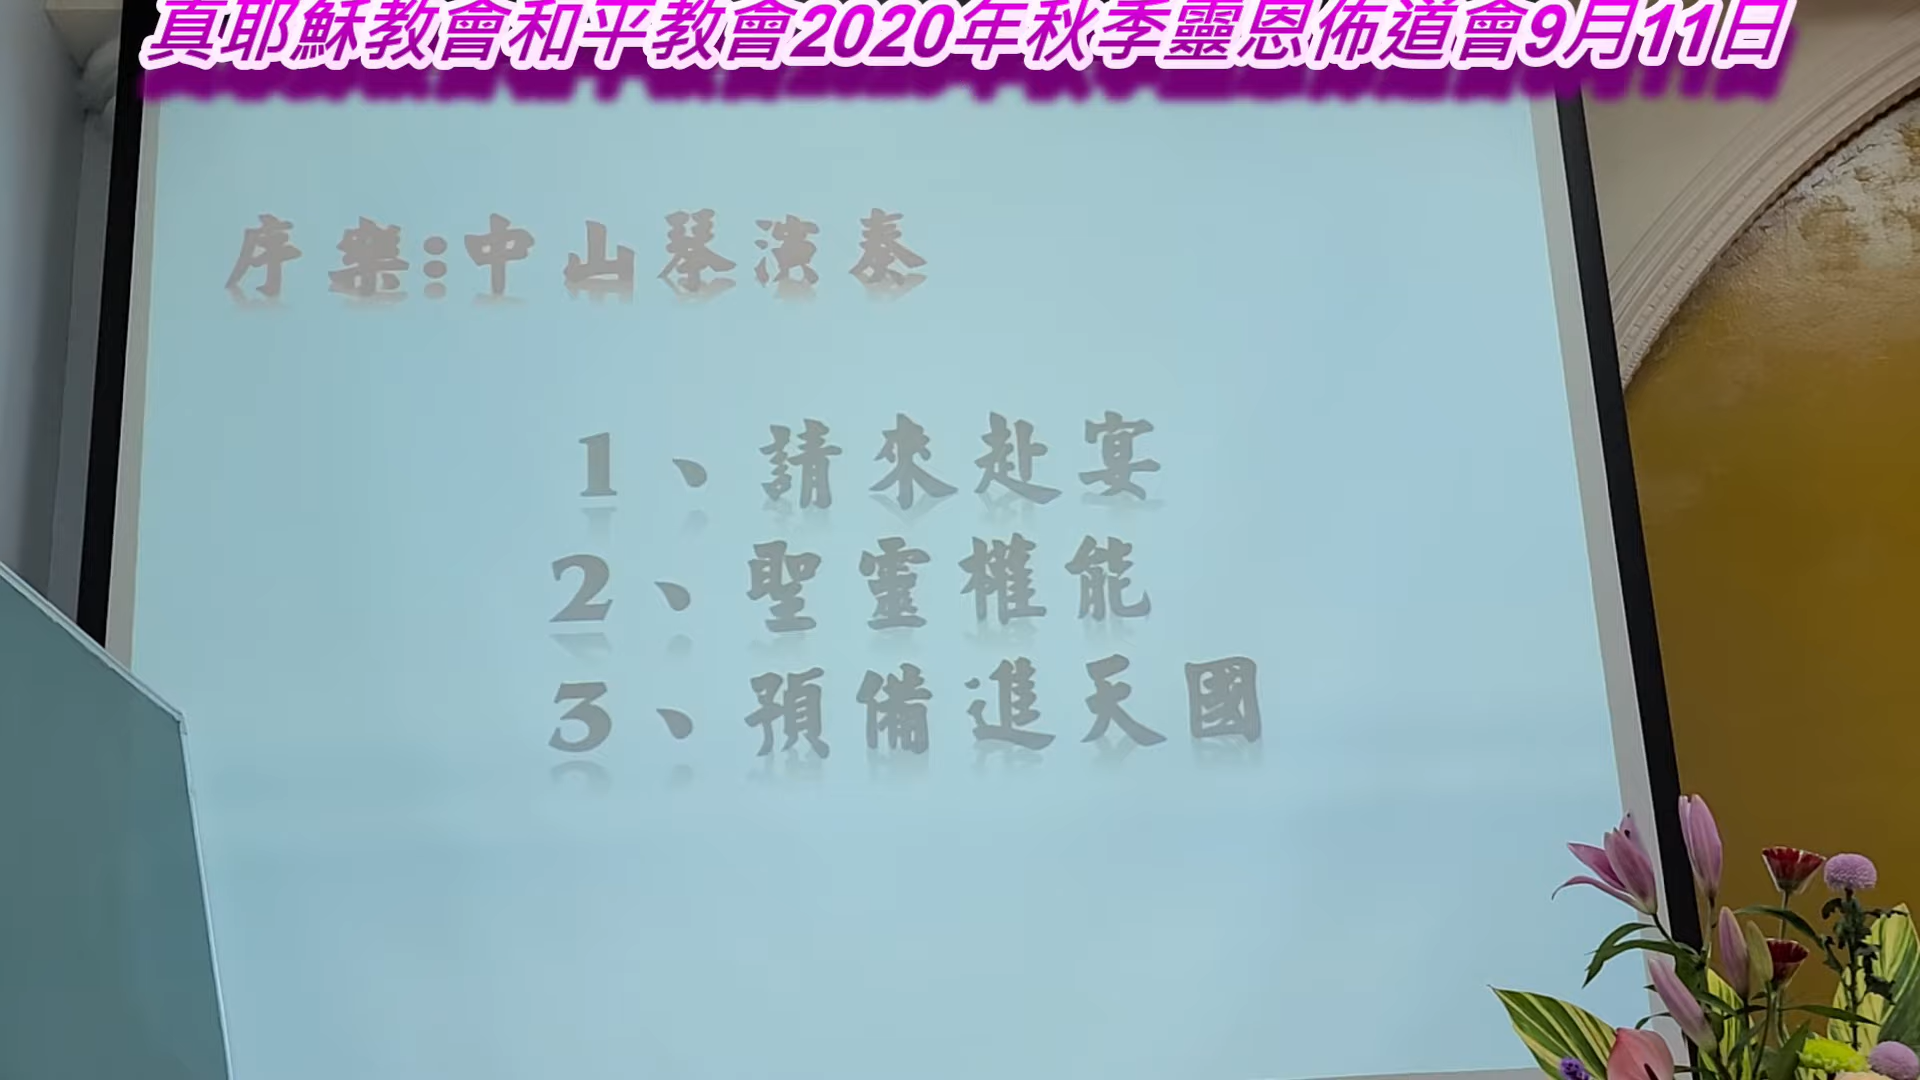 真耶穌教會和平教會2020年秋季靈恩佈道會9月11日
序樂:中山琴演奏
1、請來赴宴
2、聖靈權能
3、預備進天國